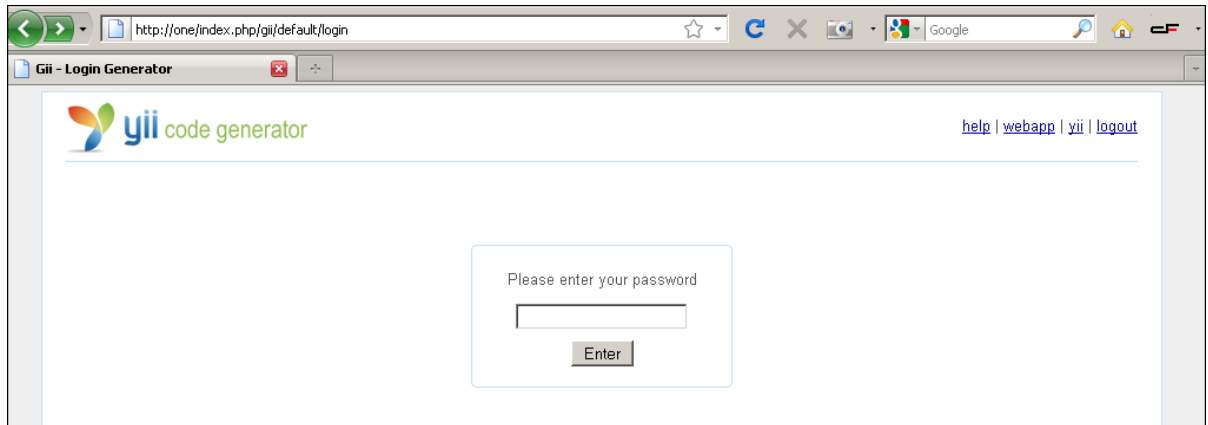 http://one/index.php/gii/default/login
Google
Gii - Login Generator
yii code generator
help | webapp | yii | logout
Please enter your password
Enter